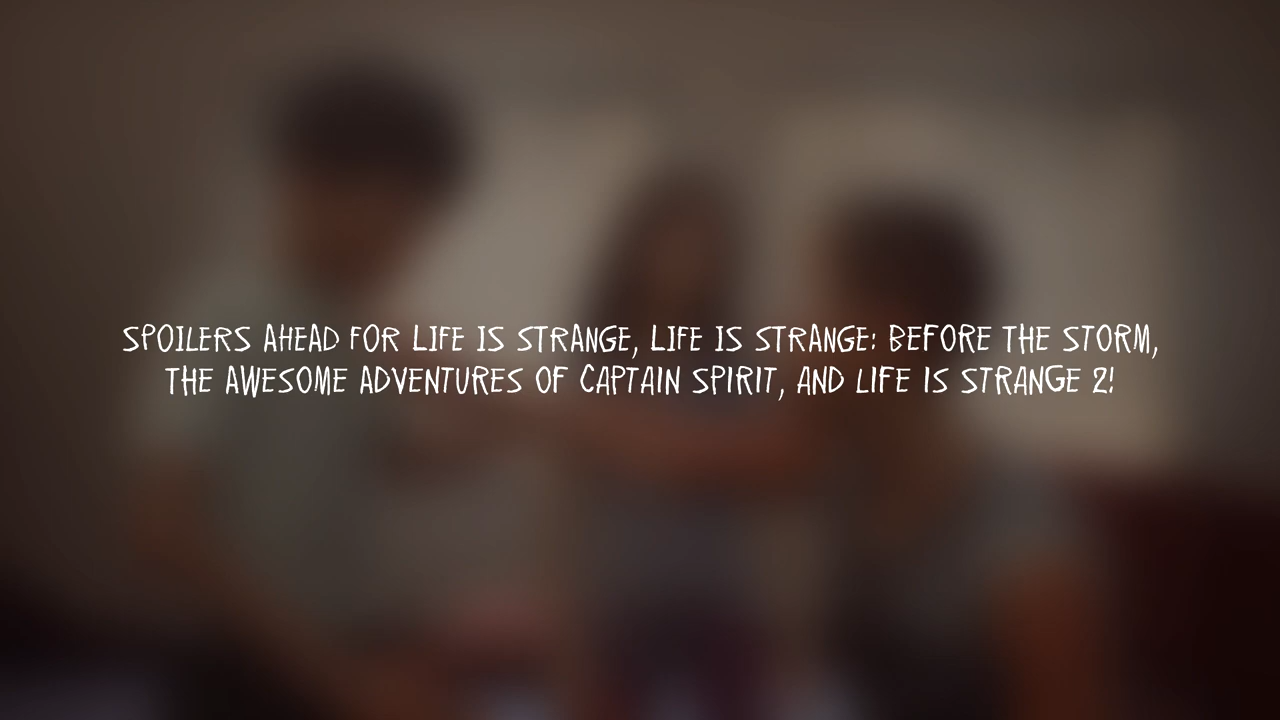 SPOILERS AHEAD FOR LIFE IS STRANGE, LIFE IS STRANGE: BEFORE THE STORM,
THE AWESOME ADVENTURES OF CAPTAIN SPIRIT, AND LIFE IS STRANGE 2!